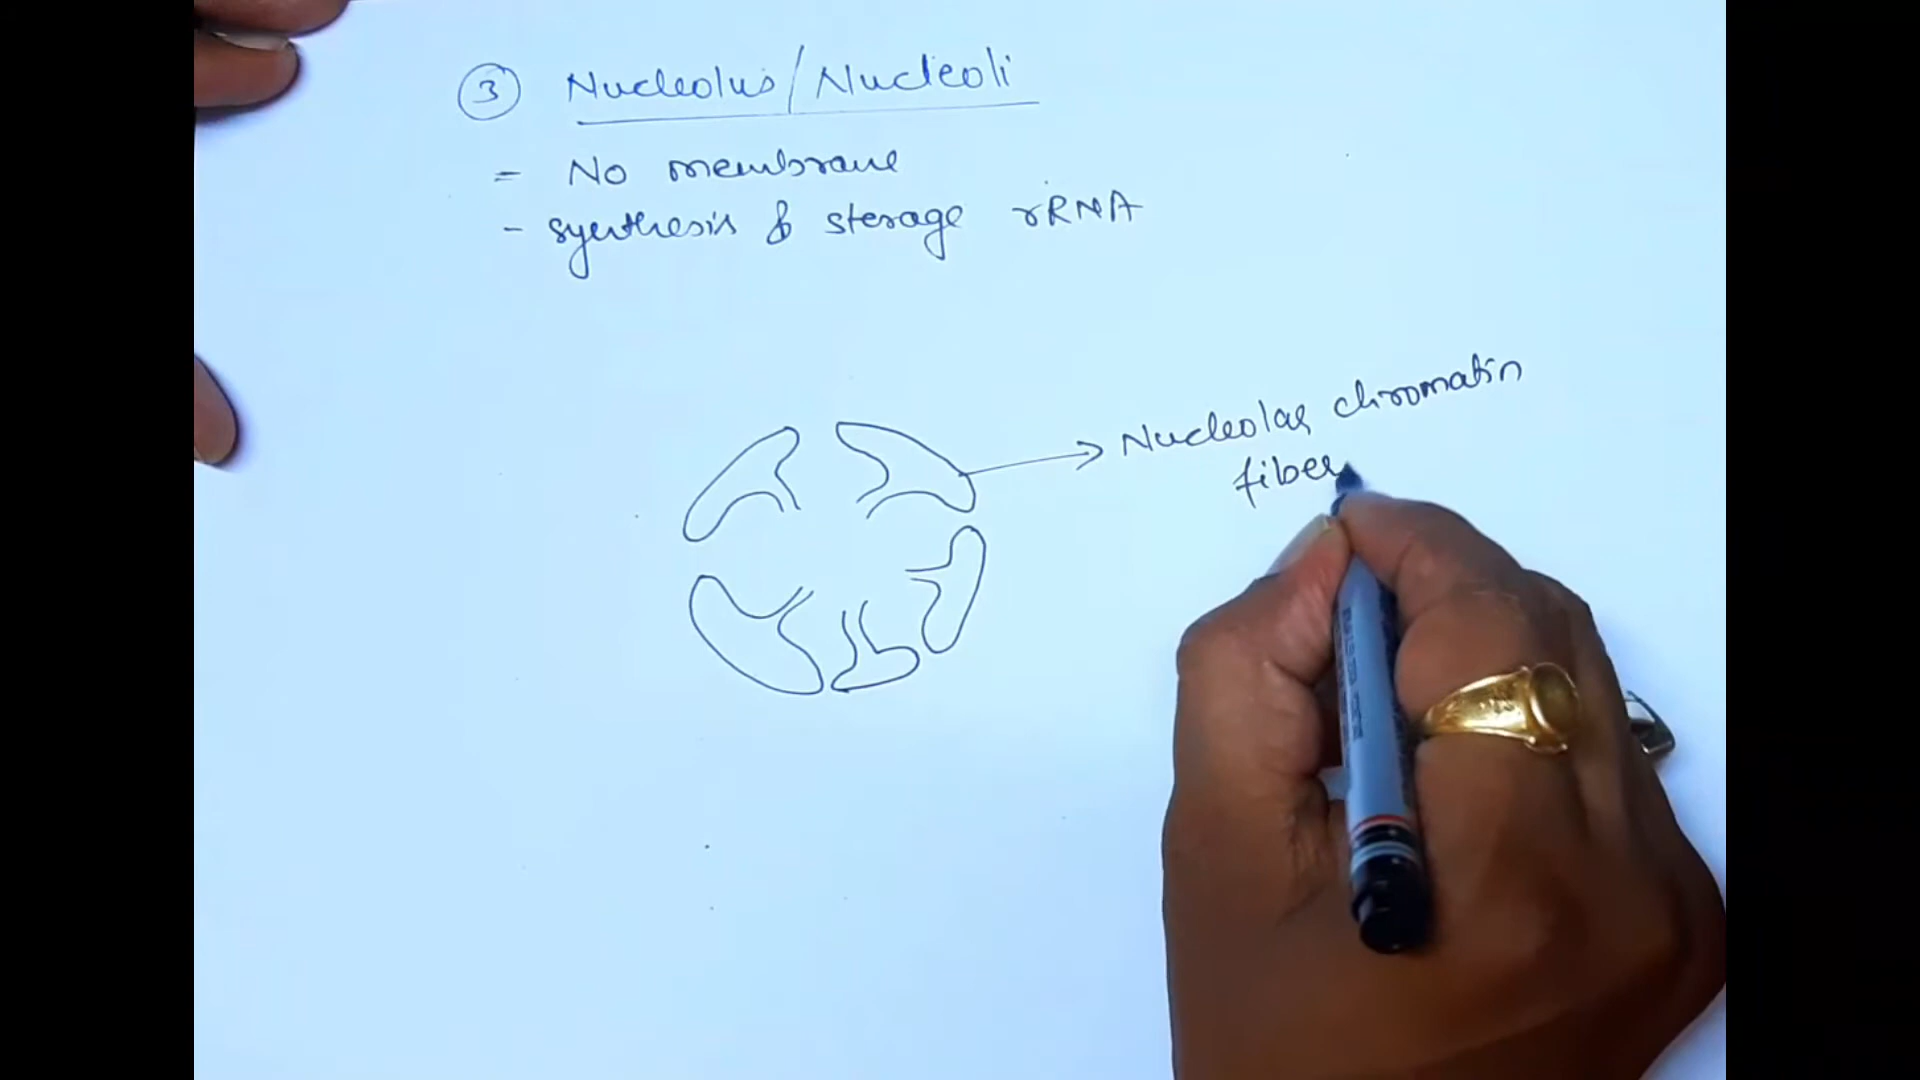 ③ Nucleolus/Nucleoli
= No membrane
- synthesis & storage rRNA
Nucleolar chromatin
fiber